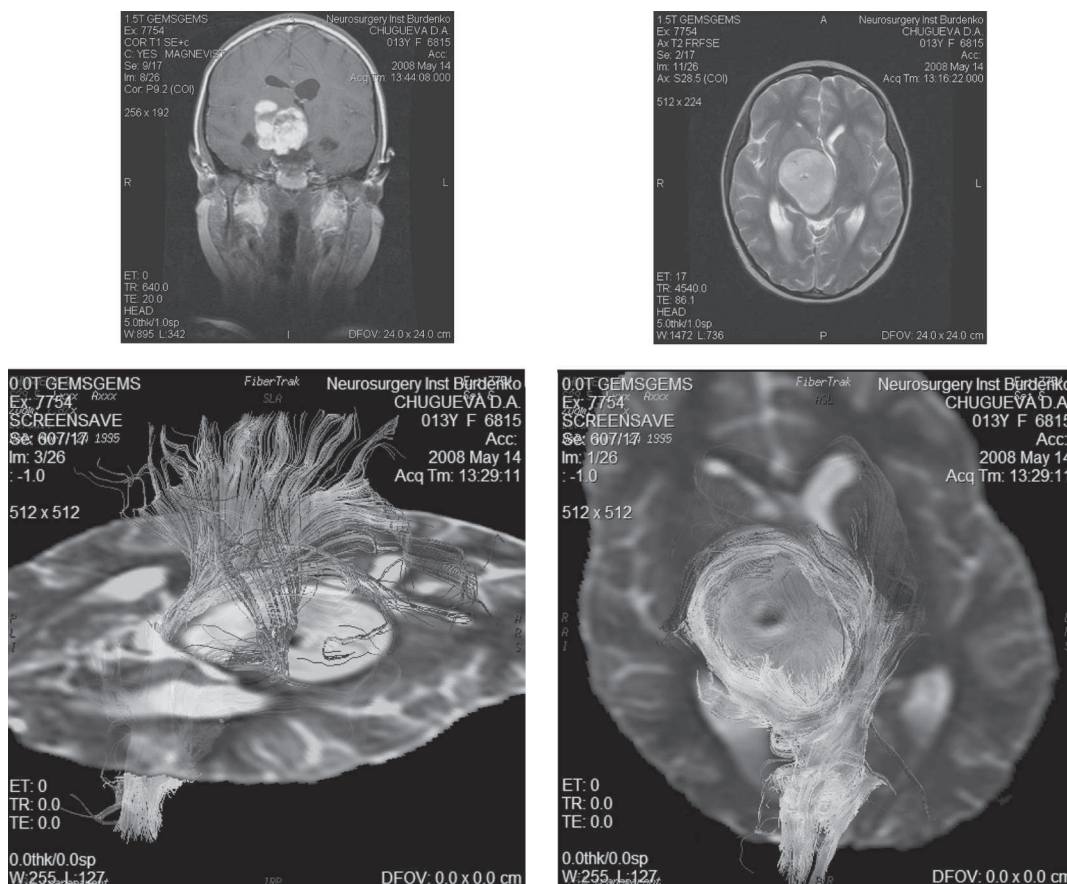 1.5T GEMSGEMS
Ex: 7754
COR T1 SE+c
C: YES MAGNEVIST
Se: 9/17
Im: 8/26
Cor: P9.2 (COI)
256 x 192
S
Neurosurgery Inst Burdenko
CHUGUEVA D.A.
013Y F 6815
Acc:
2008 May 14
Acq Tm: 13:44:08.000
R
L
ET: 0
TR: 640.0
TE: 20.0
HEAD
5.0thk/1.0sp
W:895 L:342
I
DFOV: 24.0 x 24.0 cm
1.5T GEMSGEMS
Ex: 7754
Ax T2 FRFSE
Se: 2/17
Im: 11/26
Ax: S28.5 (COI)
512 x 224
A
Neurosurgery Inst Burdenko
CHUGUEVA D.A.
013Y F 6815
Acc:
2008 May 14
Acq Tm: 13:16:22.000
R
L
ET: 17
TR: 4540.0
TE: 86.1
HEAD
5.0thk/1.0sp
W:1472 L:736
P
DFOV: 24.0 x 24.0 cm
0.0T GEMSGEMS
Ex: 7754
SCREENSAVE
Se: 607/17
1995
Im: 3/26
: -1.0
512 x 512
FiberTrak
SLA
Neurosurgery Inst Burdenko
CHUGUEVA D.A.
013Y F 6815
Acc:
2008 May 14
Acq Tm: 13:29:11
ET: 0
TR: 0.0
TE: 0.0
0.0thk/0.0sp
W:255 L:127
DFOV: 0.0 x 0.0 cm
0.0T GEMSGEMS
Ex: 7754
SCREENSAVE
Se: 607/17
1995
Im: 1/26
: -1.0
512 x 512
FiberTrak
Neurosurgery Inst Burdenko
CHUGUEVA D.A.
013Y F 6815
Acc:
2008 May 14
Acq Tm: 13:29:11
ET: 0
TR: 0.0
TE: 0.0
0.0thk/0.0sp
W:255 L:127
DFOV: 0.0 x 0.0 cm